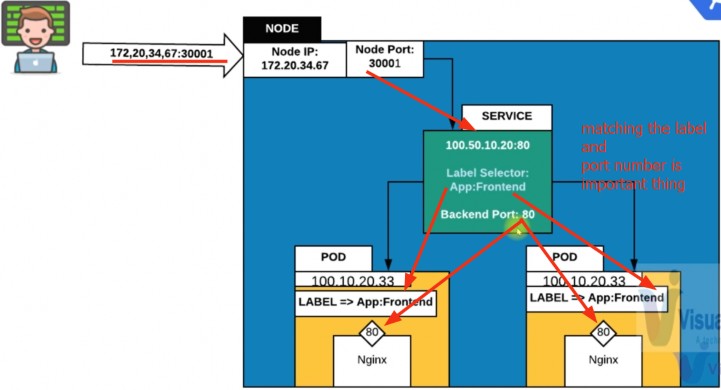 NODE
172,20,34,67:30001
Node IP:
172.20.34.67
Node Port:
30001
SERVICE
100.50.10.20:80
Label Selector:
App:Frontend
Backend Port: 80
matching the label
and
port number is
important thing
POD
100.10.20.33
LABEL => App:Frontend
80
Nginx
POD
100.10.20.33
LABEL => App:Frontend
80
Nginx